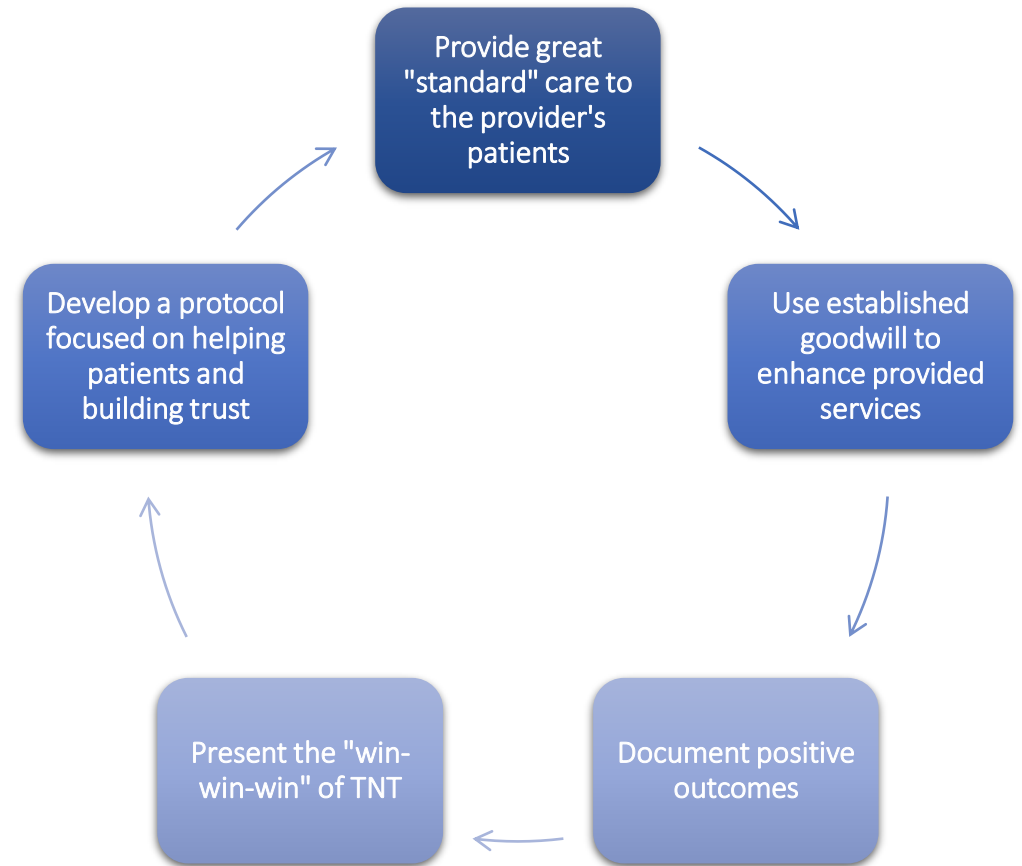 Provide great
"standard" care to
the provider's
patients
Use established
goodwill to
enhance provided
services
Document positive
outcomes
Present the "win-
win-win" of TNT
Develop a protocol
focused on helping
patients and
building trust